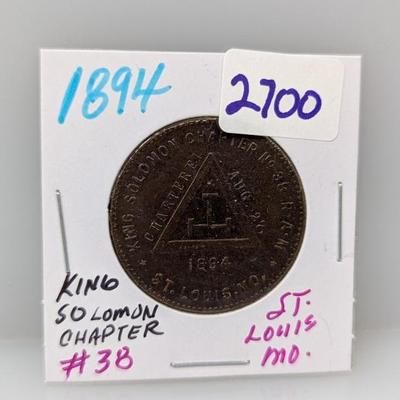 1894
2700
KING SOLOMON CHAPTER No.
CHARTERED AUG. 26
1894
ST. LOUIS, MO.
KING
SOLOMON
CHAPTER
#38
ST.
LOUIS
MO.